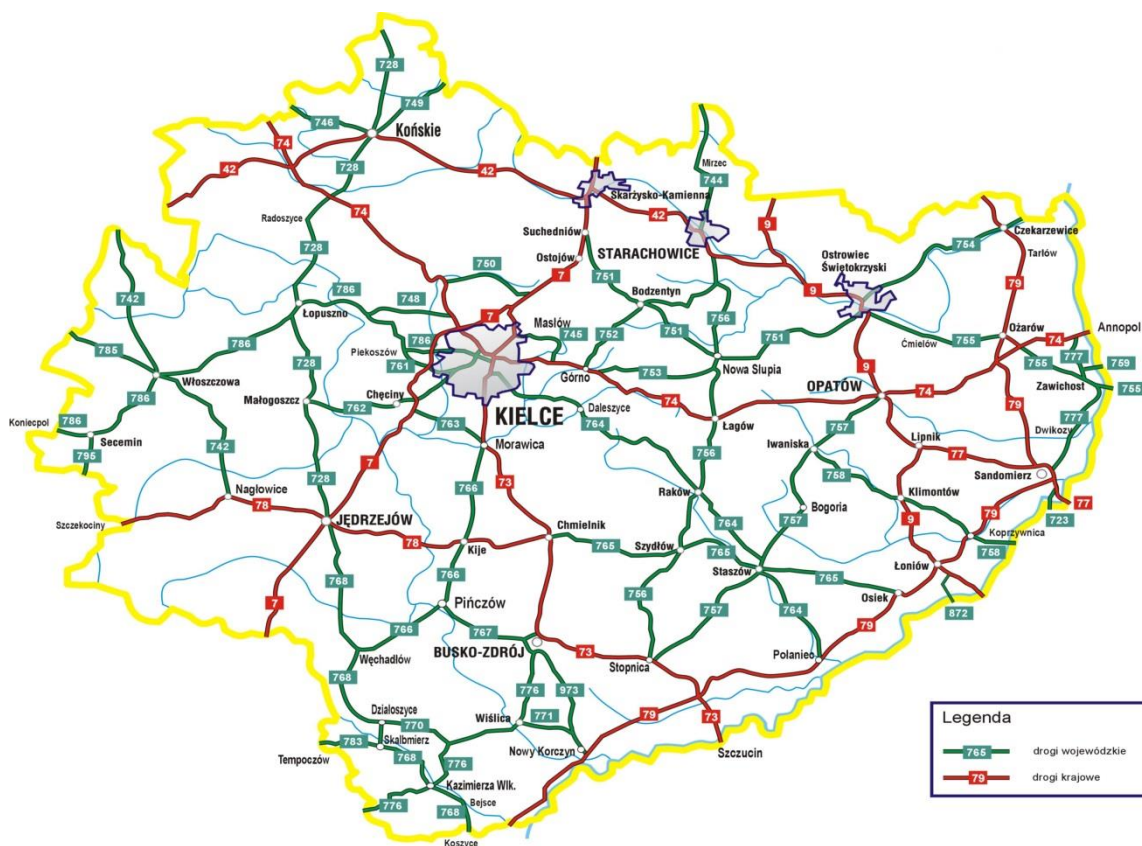 728
749
746
Końskie
74
42
728
42
Mirzec
744
Skarżysko-Kamienna
42
74
Radoszyce
9
Suchedniów
STARACHOWICE
Ostojów
728
750
7
751
Bodzentyn
Ostrowiec
Świętokrzyski
9
754
Czekarzewice
Tarłów
79
742
786
748
Łopuszno
7
Masłów
745
752
751
756
751
Ćmielów
755
Ożarów
74
Annopol
785
786
728
Piekoszów
786
761
Górno
753
Nowa Słupia
9
755
777
759
Włoszczowa
786
Małogoszcz
762
Chęciny
KIELCE
74
Daleszyce
OPATÓW
74
Zawichost
755
Koniecpol
786
Secemin
795
742
763
Morawica
764
Łagów
Iwaniska
757
Lipnik
79
777
Dwikozy
7
728
766
73
756
758
77
Sandomierz
Nagłowice
78
Szczekociny
JĘDRZEJÓW
Raków
Bogoria
757
Klimontów
79
77
723
78
Kije
Chmielnik
765
Szydłów
764
765
9
Koprzywnica
758
768
766
Staszów
765
Łoniów
7
Pińczów
756
757
764
Osiek
872
766
767
BUSKO-ZDRÓJ
73
Stopnica
79
Połaniec
Węchadłów
768
776
973
Działoszyce
770
Wiślica
771
79
73
Szczucin
783
Skalbmierz
Tempoczów
768
776
Nowy Korczyn
Kazimierza Wlk.
776
768
Bejsce
Koszyce
Legenda
765 drogi wojewódzkie
79 drogi krajowe